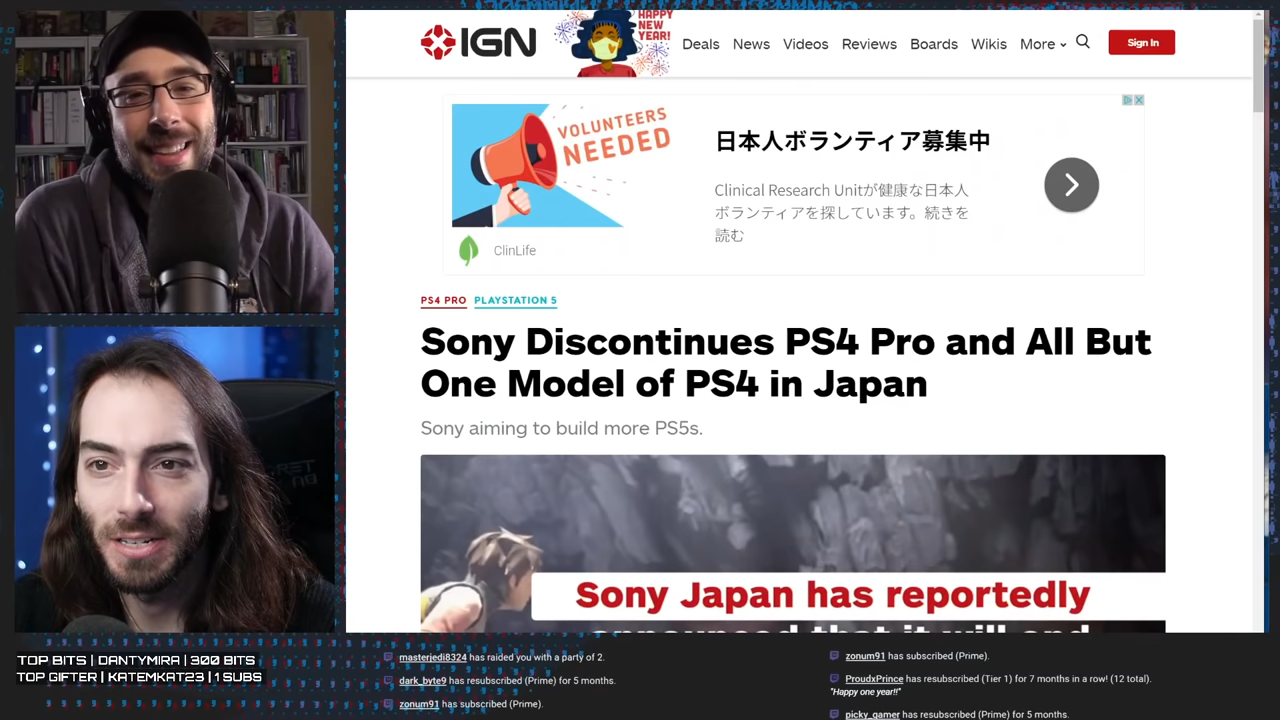 IGN
HAPPY
NEW
YEAR!
Deals News Videos Reviews Boards Wikis More Sign In
VOLUNTEERS
NEEDED
日本人ボランティア募集中
Clinical Research Unitが健康な日本人
ボランティアを探しています。続きを
読む
ClinLife
PS4 PRO PLAYSTATION 5
Sony Discontinues PS4 Pro and All But
One Model of PS4 in Japan
Sony aiming to build more PS5s.
Sony Japan has reportedly
announced that it will end
TOP BITS | DANTYMIRA | 300 BITS
TOP GIFTER | KATEMKAT23 | 1 SUBS
masterjedi8324 has raided you with a party of 2.
dark_byte9 has resubscribed (Prime) for 5 months.
zonum91 has subscribed (Prime).
zonum91 has subscribed (Prime).
ProudxPrince has resubscribed (Tier 1) for 7 months in a row! (12 total).
"Happy one year!!"
picky_gamer has resubscribed (Prime) for 5 months.